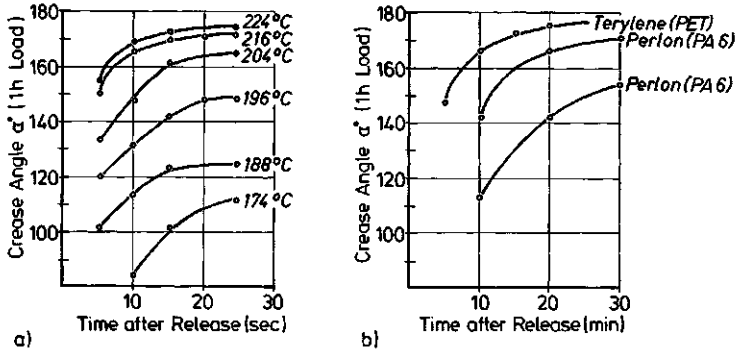 Crease Angle α° (1h Load)
180
160
140
120
100
224°C
216°C
204°C
196°C
188°C
174°C
10
20
30
Time after Release (sec)
a)
Crease Angle α° (1h Load)
180
160
140
120
100
Terylene (PET)
Perlon (PA 6)
Perlon (PA 6)
10
20
30
Time after Release (min)
b)